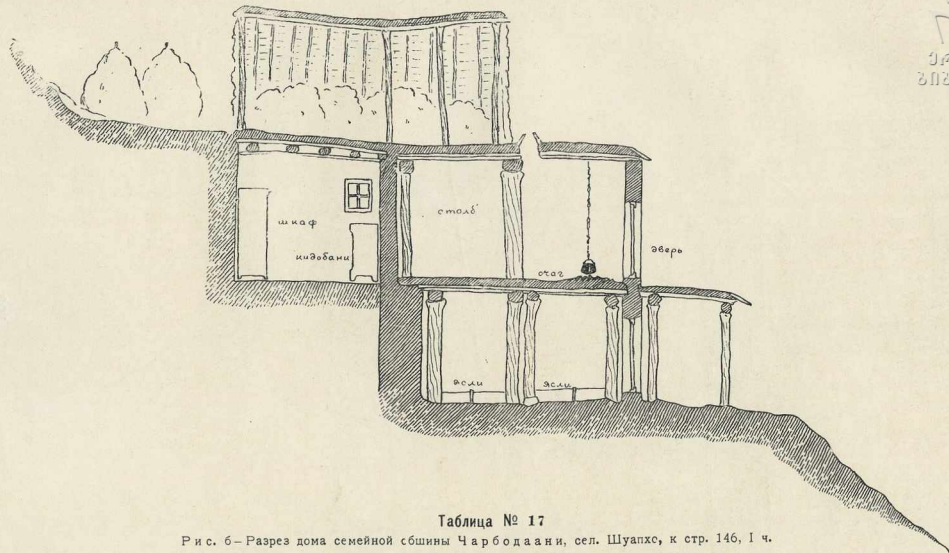 шкаф
кидобани
столб
очаг
дверь
ясли
ясли
Таблица № 17
Рис. 6 – Разрез дома семейной сбшины Чарбодаани, сел. Шуапхо, к стр. 146, I ч.